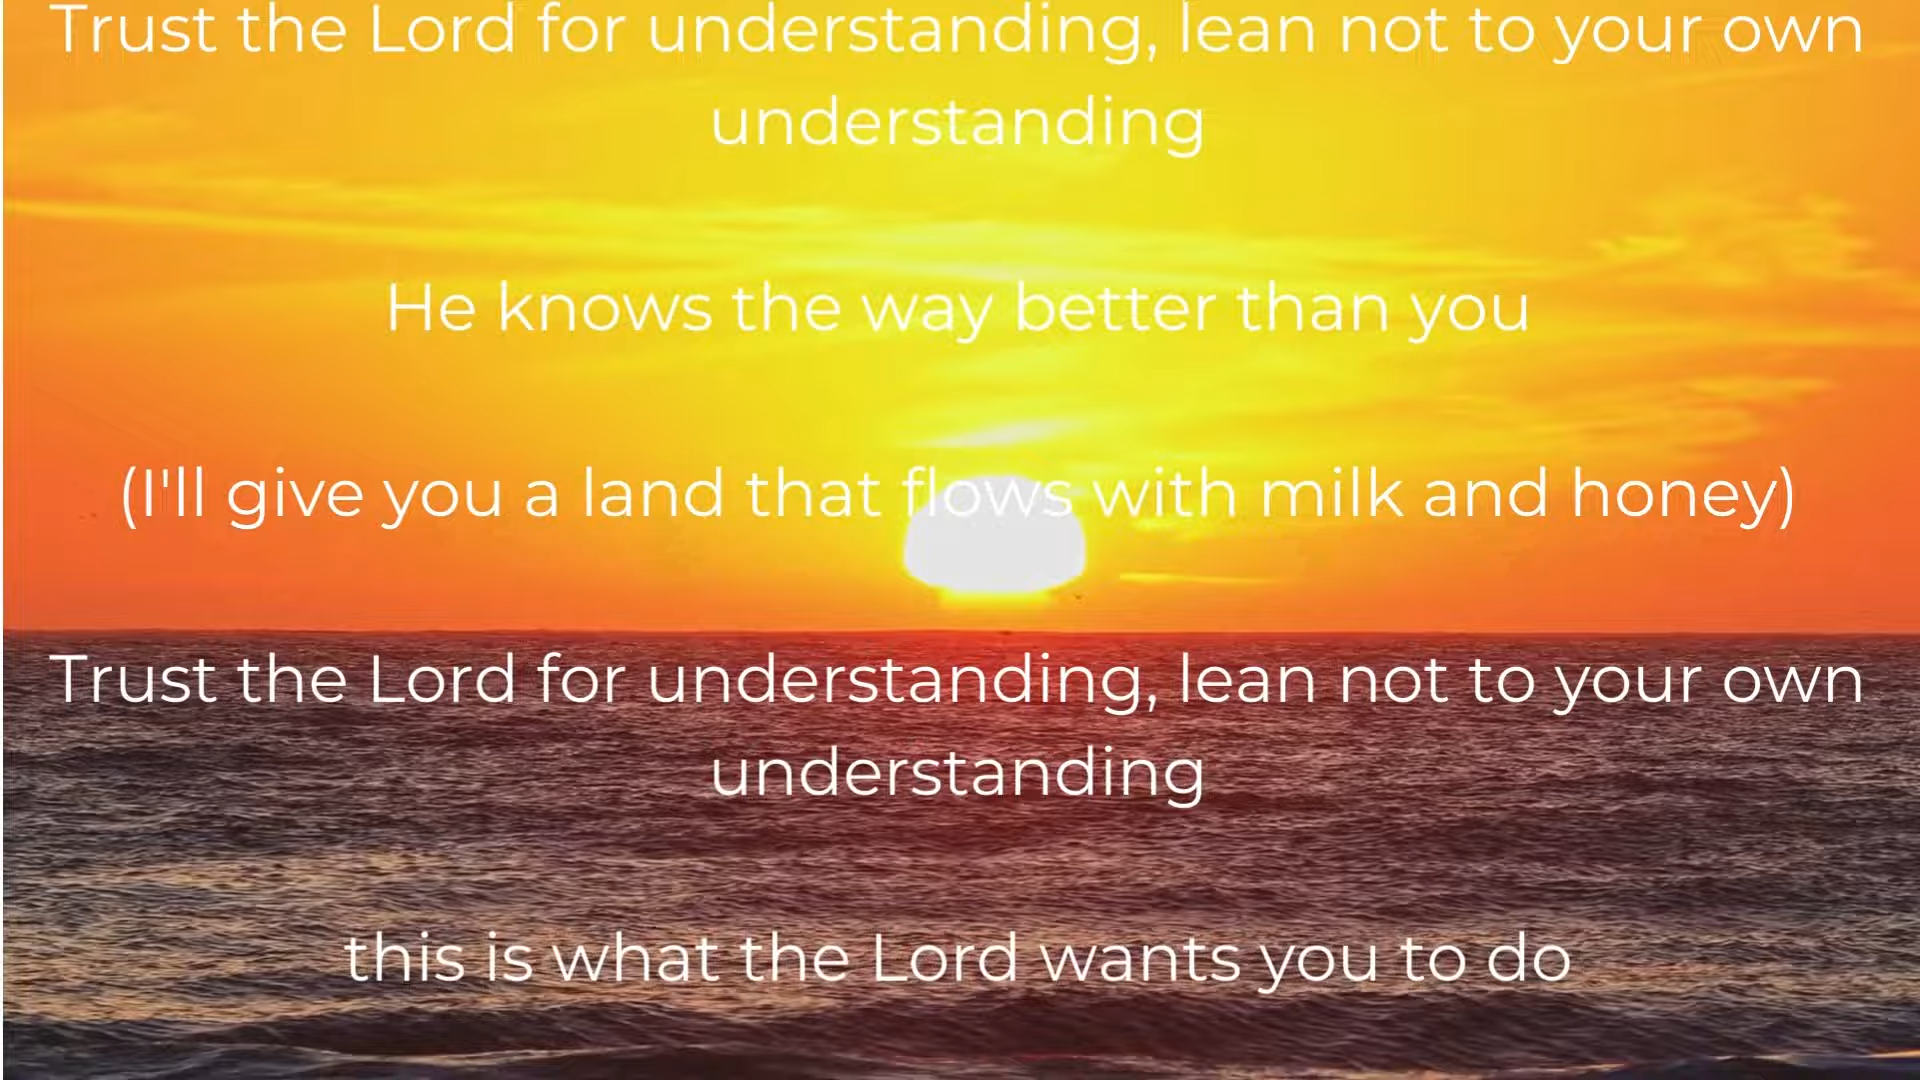 Trust the Lord for understanding, lean not to your own
understanding
He knows the way better than you
(I'll give you a land that flows with milk and honey)
Trust the Lord for understanding, lean not to your own
understanding
this is what the Lord wants you to do